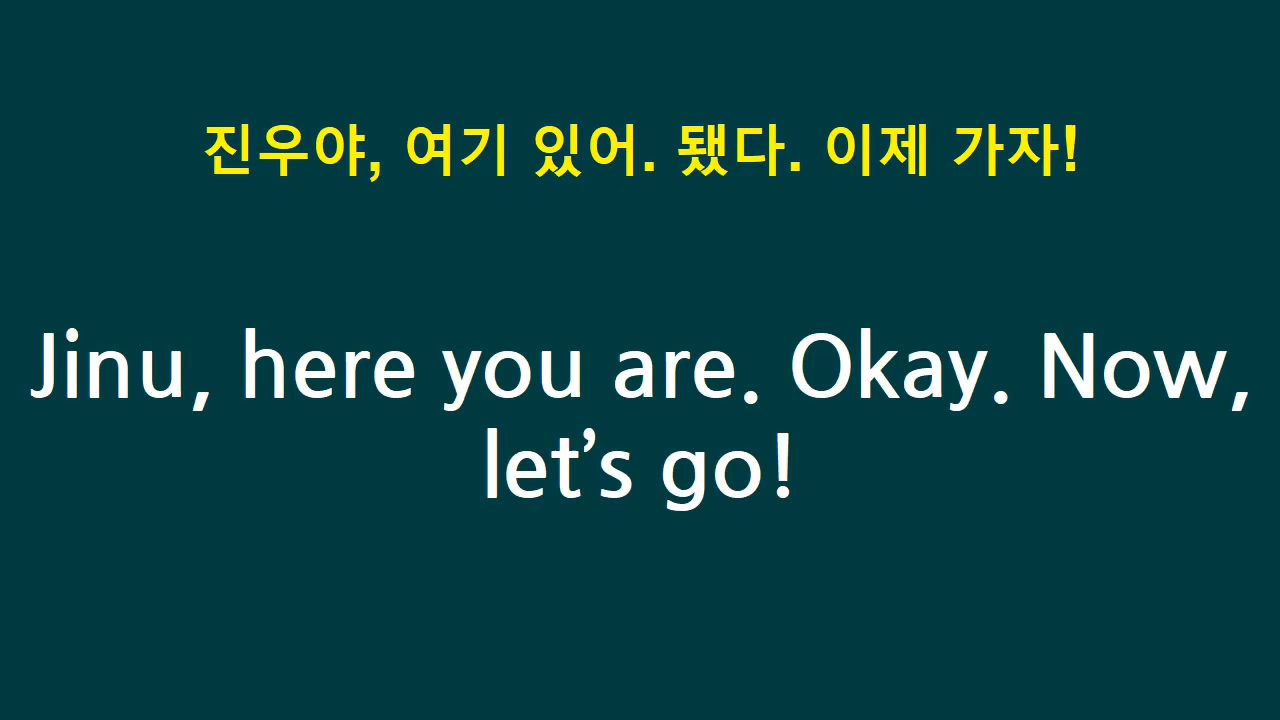 진우야, 여기 있어. 됐다. 이제 가자!
Jinu, here you are. Okay. Now,
let’s go!